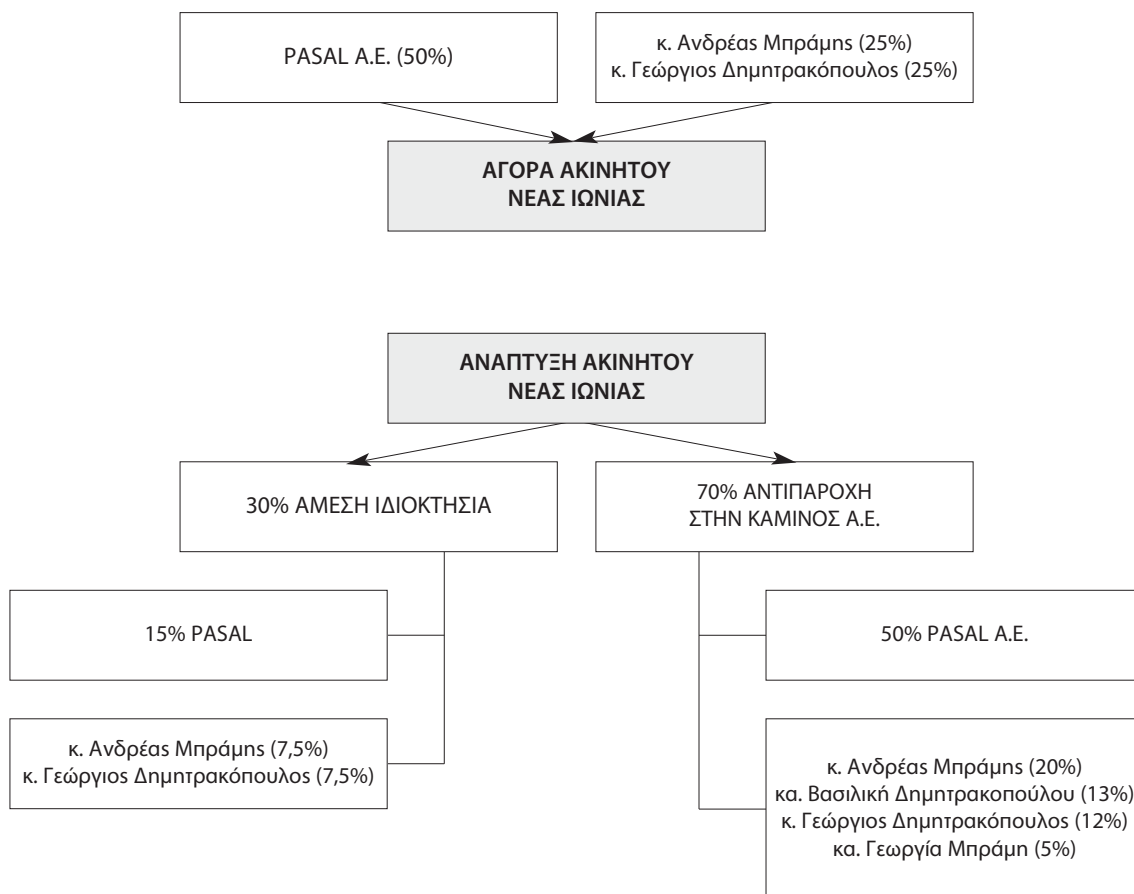 PASAL Α.Ε. (50%)
κ. Ανδρέας Μπράμης (25%)
κ. Γεώργιος Δημητρακόπουλος (25%)
ΑΓΟΡΑ ΑΚΙΝΗΤΟΥ
ΝΕΑΣ ΙΩΝΙΑΣ
ΑΝΑΠΤΥΞΗ ΑΚΙΝΗΤΟΥ
ΝΕΑΣ ΙΩΝΙΑΣ
30% ΑΜΕΣΗ ΙΔΙΟΚΤΗΣΙΑ
70% ΑΝΤΙΠΑΡΟΧΗ
ΣΤΗΝ ΚΑΜΙΝΟΣ Α.Ε.
15% PASAL
50% PASAL Α.Ε.
κ. Ανδρέας Μπράμης (7,5%)
κ. Γεώργιος Δημητρακόπουλος (7,5%)
κ. Ανδρέας Μπράμης (20%)
κα. Βασιλική Δημητρακοπούλου (13%)
κ. Γεώργιος Δημητρακόπουλος (12%)
κα. Γεωργία Μπράμη (5%)